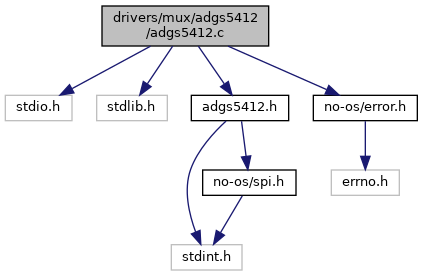 drivers/mux/adgs5412
/adgs5412.c
stdio.h
stdlib.h
adgs5412.h
no-os/error.h
no-os/spi.h
errno.h
stdint.h